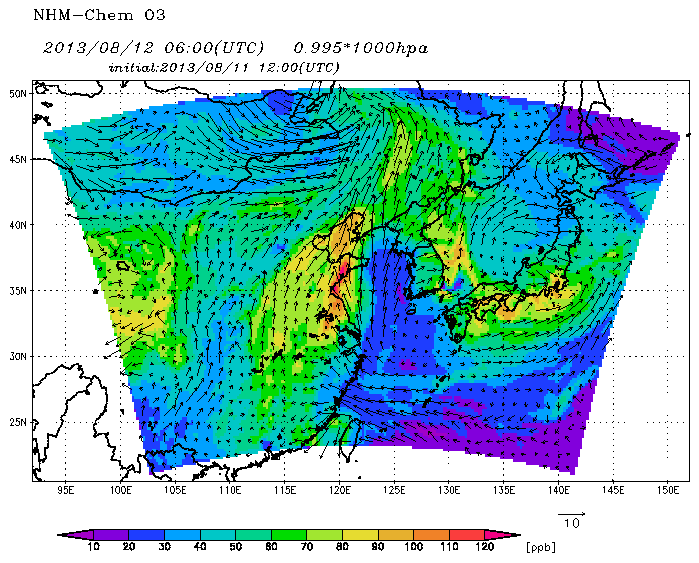 NHM-Chem O3
2013/08/12 06:00(UTC) 0.995*1000hpa
initial:2013/08/11 12:00(UTC)
50N
45N
40N
35N
30N
25N
95E 100E 105E 110E 115E 120E 125E 130E 135E 140E 145E 150E
10
10 20 30 40 50 60 70 80 90 100 110 120 [ppb]